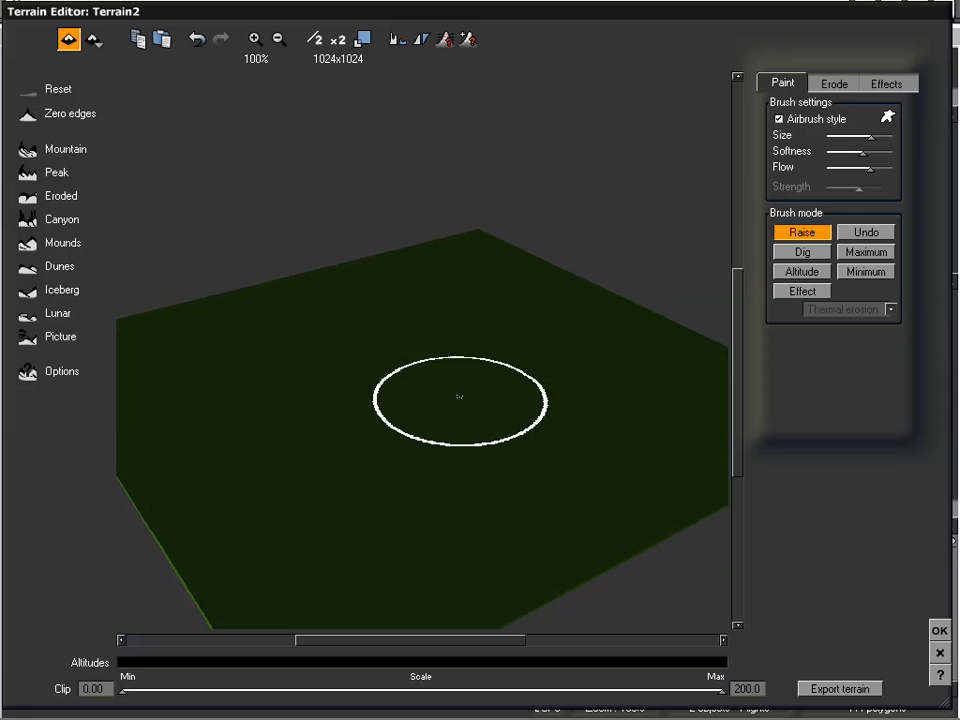 Terrain Editor: Terrain2
/2 x2
100%
1024x1024
Reset
Zero edges
Mountain
Peak
Eroded
Canyon
Mounds
Dunes
Iceberg
Lunar
Picture
Options
Paint
Erode
Effects
Brush settings
Airbrush style
Size
Softness
Flow
Strength
Brush mode
Raise
Undo
Dig
Maximum
Altitude
Minimum
Effect
Thermal erosion
Altitudes
Min
Scale
Max
Clip
0.00
200.0
Export terrain
OK
?